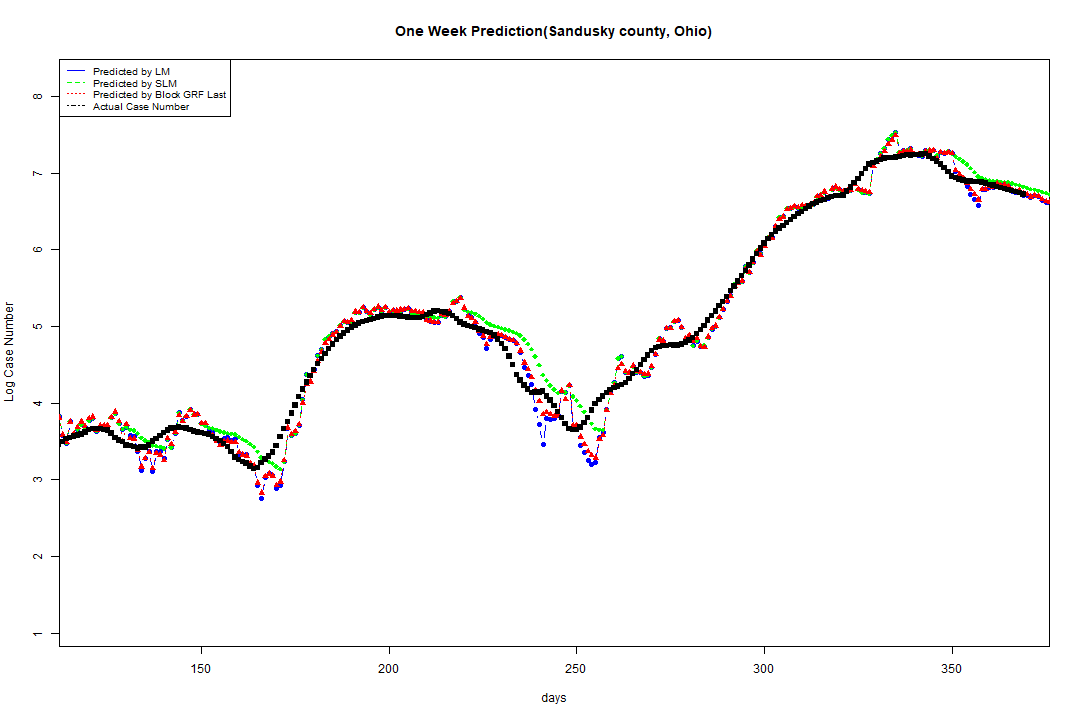 One Week Prediction(Sandusky county, Ohio)
Predicted by LM
Predicted by SLM
Predicted by Block GRF Last
Actual Case Number
8
7
6
5
4
3
2
1
Log Case Number
150
200
250
300
350
days